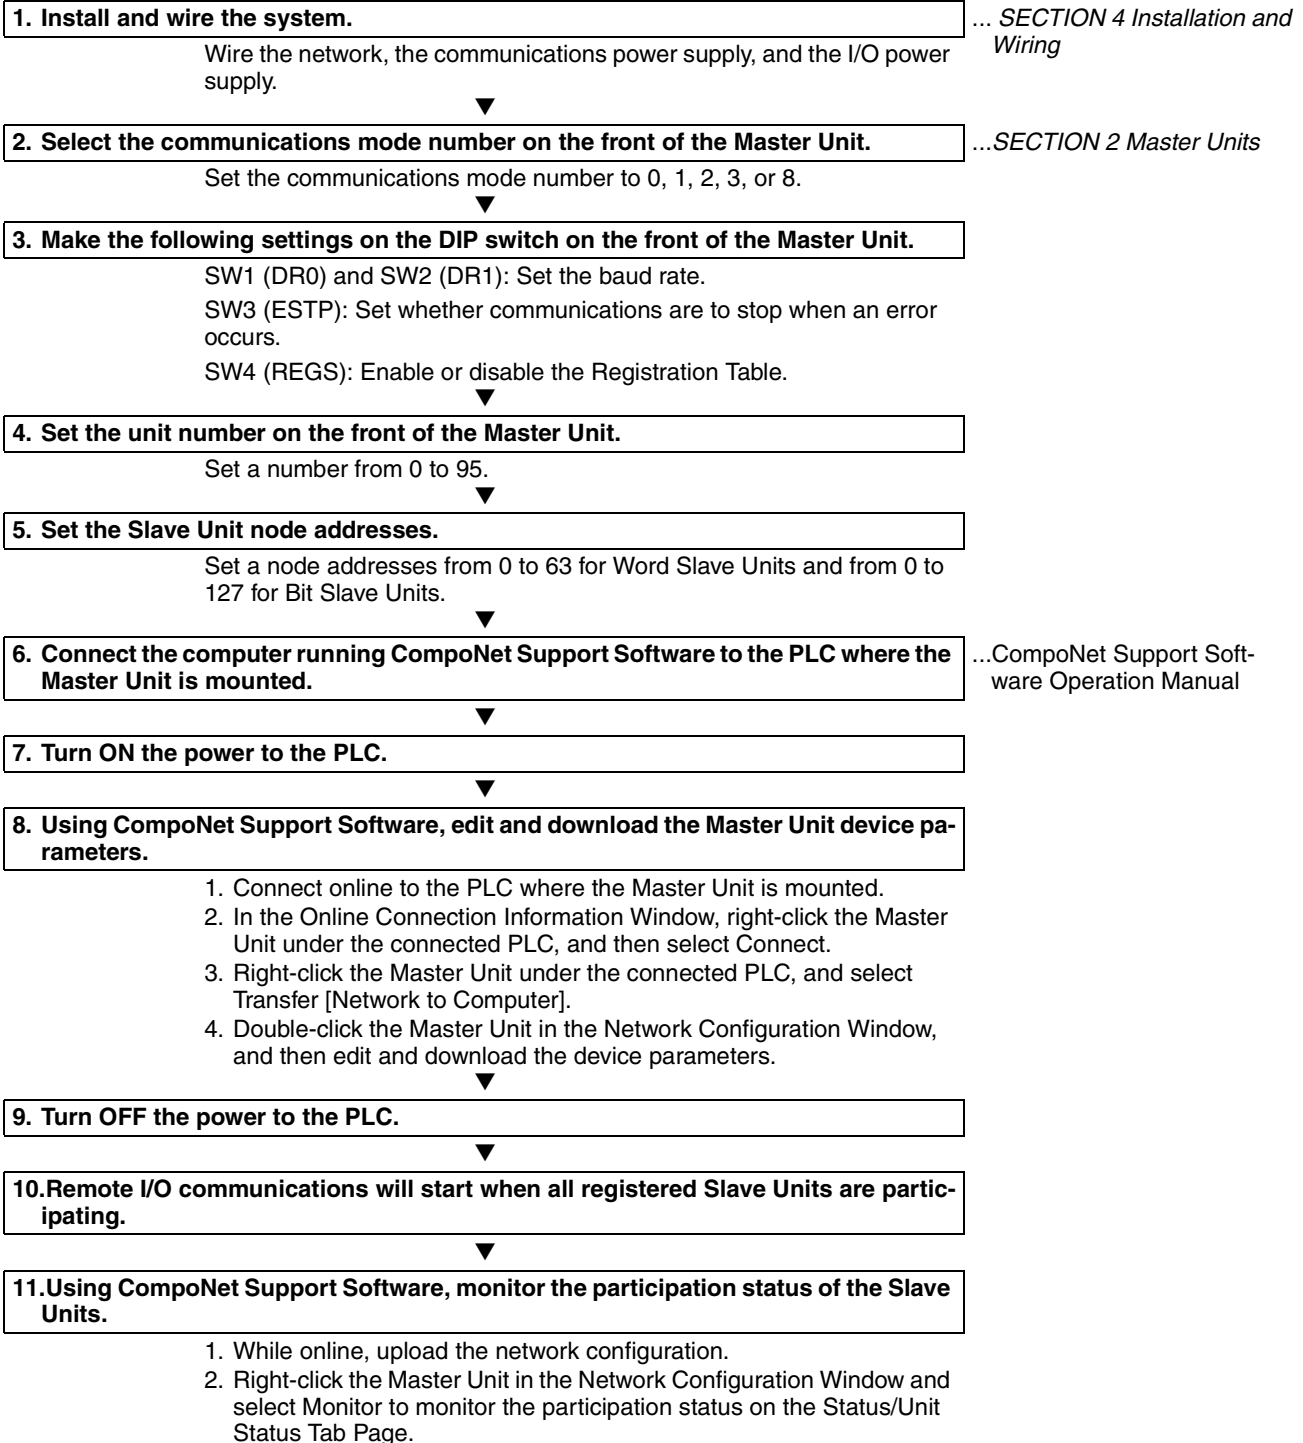 1. Install and wire the system.
... SECTION 4 Installation and
Wiring
Wire the network, the communications power supply, and the I/O power
supply.
▼
2. Select the communications mode number on the front of the Master Unit.
...SECTION 2 Master Units
Set the communications mode number to 0, 1, 2, 3, or 8.
▼
3. Make the following settings on the DIP switch on the front of the Master Unit.
SW1 (DR0) and SW2 (DR1): Set the baud rate.
SW3 (ESTP): Set whether communications are to stop when an error
occurs.
SW4 (REGS): Enable or disable the Registration Table.
▼
4. Set the unit number on the front of the Master Unit.
Set a number from 0 to 95.
▼
5. Set the Slave Unit node addresses.
Set a node addresses from 0 to 63 for Word Slave Units and from 0 to
127 for Bit Slave Units.
▼
6. Connect the computer running CompoNet Support Software to the PLC where the
Master Unit is mounted.
...CompoNet Support Soft-
ware Operation Manual
▼
7. Turn ON the power to the PLC.
▼
8. Using CompoNet Support Software, edit and download the Master Unit device pa-
rameters.
1. Connect online to the PLC where the Master Unit is mounted.
2. In the Online Connection Information Window, right-click the Master
Unit under the connected PLC, and then select Connect.
3. Right-click the Master Unit under the connected PLC, and select
Transfer [Network to Computer].
4. Double-click the Master Unit in the Network Configuration Window,
and then edit and download the device parameters.
▼
9. Turn OFF the power to the PLC.
▼
10.Remote I/O communications will start when all registered Slave Units are partic-
ipating.
▼
11.Using CompoNet Support Software, monitor the participation status of the Slave
Units.
1. While online, upload the network configuration.
2. Right-click the Master Unit in the Network Configuration Window and
select Monitor to monitor the participation status on the Status/Unit
Status Tab Page.